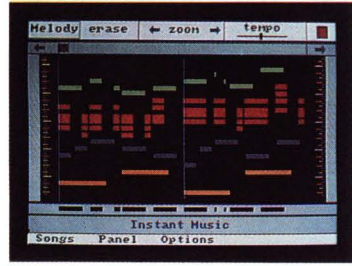 Melody erase ← zoom → tempo
← →
Instant Music
Songs Panel Options